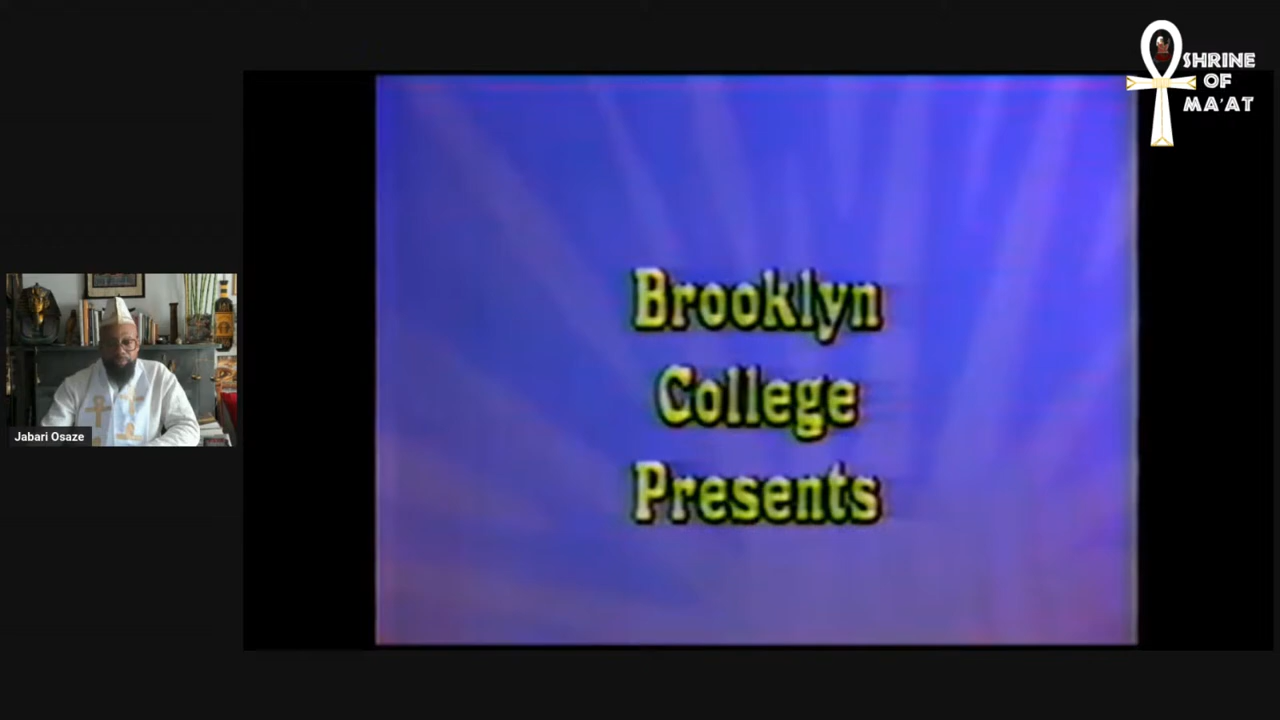 SHRINE
OF
MA'AT
Brooklyn
College
Presents
Jabari Osaze